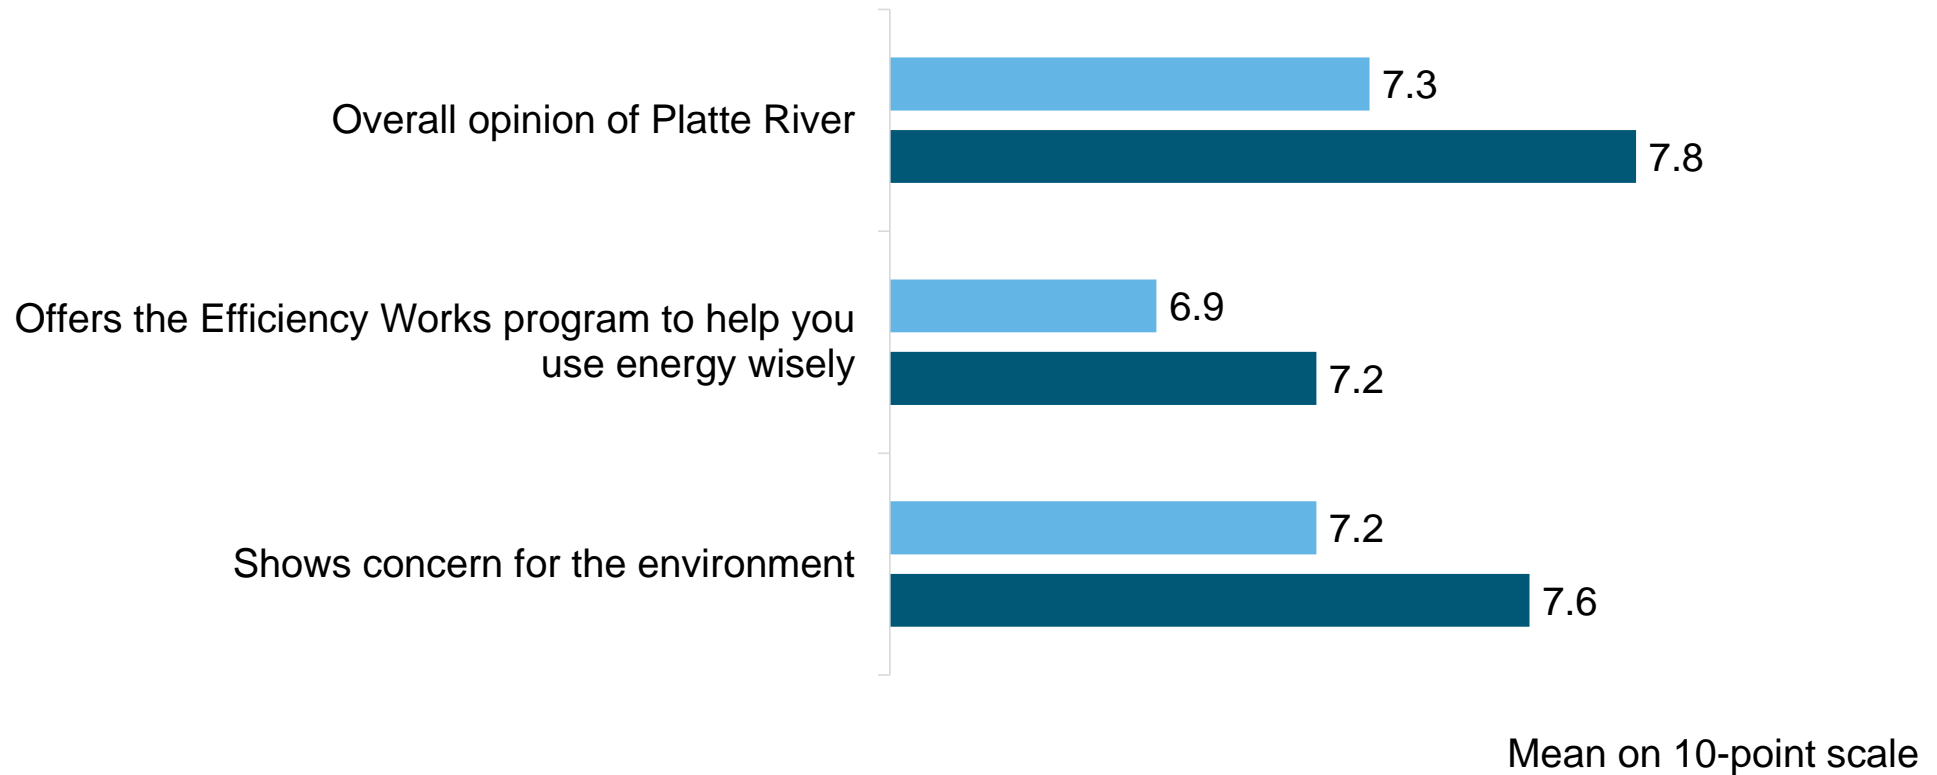 Overall opinion of Platte River
7.3
7.8
Offers the Efficiency Works program to help you
use energy wisely
6.9
7.2
Shows concern for the environment
7.2
7.6
Mean on 10-point scale